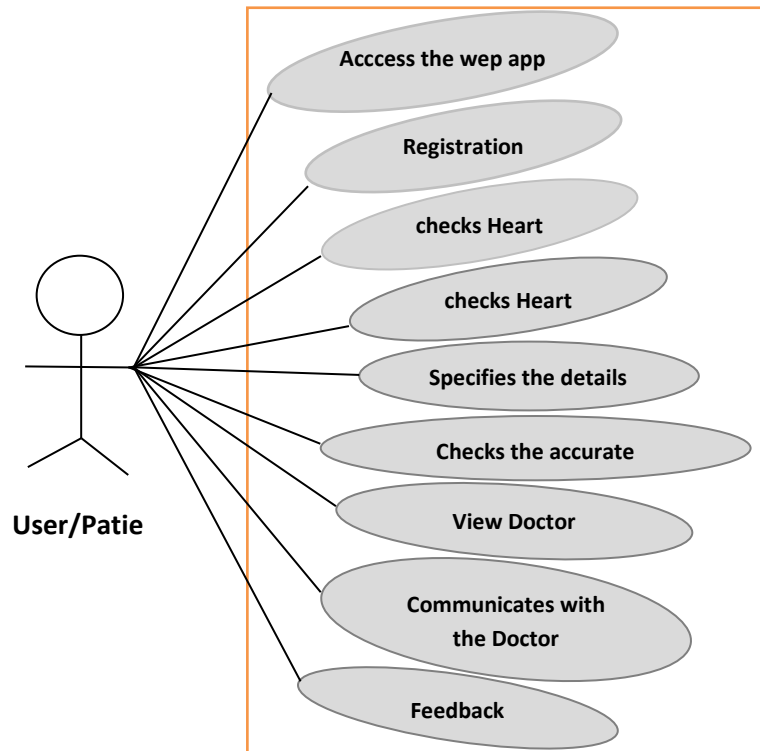 Acccess the wep app
Registration
checks Heart
checks Heart
Specifies the details
Checks the accurate
View Doctor
User/Patie
Communicates with
the Doctor
Feedback